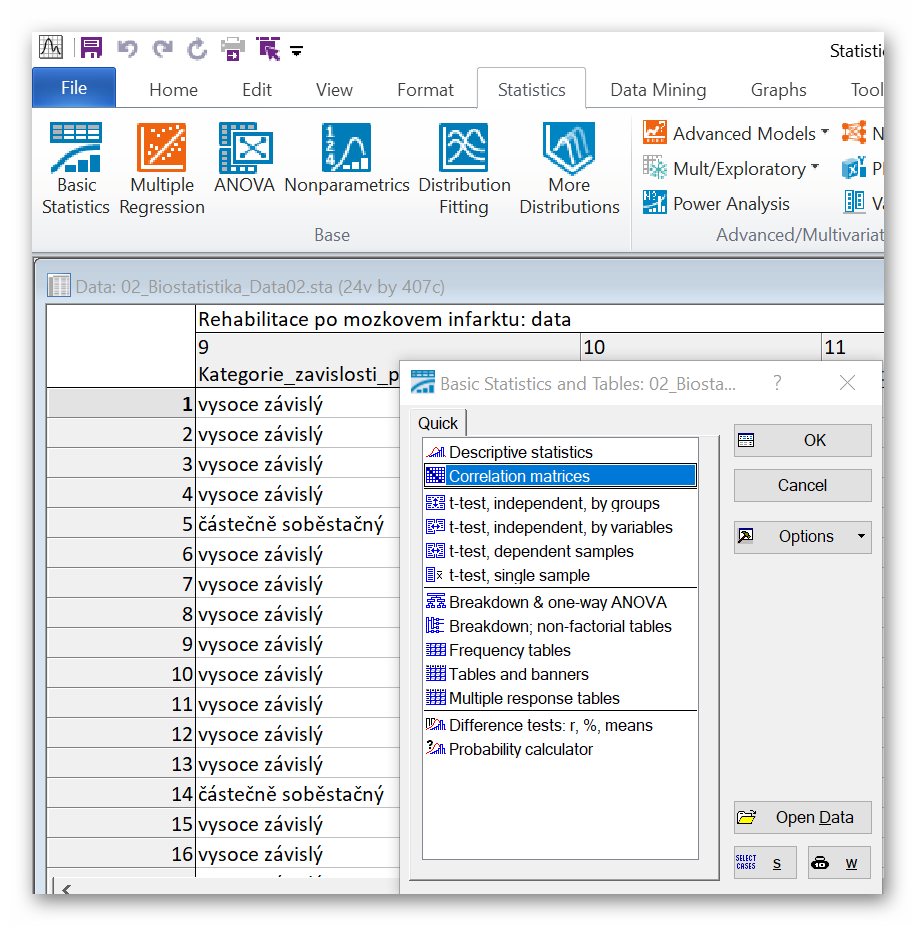 Statistic
File Home Edit View Format Statistics Data Mining Graphs Tool
Basic Statistics
Multiple Regression
ANOVA
Nonparametrics
Distribution Fitting
More Distributions
Base
Advanced Models
Mult/Exploratory
Power Analysis
Advanced/Multivariat
Data: 02_Biostatistika_Data02.sta (24v by 407c)
Rehabilitace po mozkovem infarktu: data
9 10 11
Kategorie_zavislosti_p
1 vysoce závislý
2 vysoce závislý
3 vysoce závislý
4 vysoce závislý
5 částečně soběstačný
6 vysoce závislý
7 vysoce závislý
8 vysoce závislý
9 vysoce závislý
10 vysoce závislý
11 vysoce závislý
12 vysoce závislý
13 vysoce závislý
14 částečně soběstačný
15 vysoce závislý
16 vysoce závislý
Basic Statistics and Tables: 02_Biosta... ?
Quick
Descriptive statistics
Correlation matrices
t-test, independent, by groups
t-test, independent, by variables
t-test, dependent samples
t-test, single sample
Breakdown & one-way ANOVA
Breakdown; non-factorial tables
Frequency tables
Tables and banners
Multiple response tables
Difference tests: r, %, means
Probability calculator
OK
Cancel
Options
Open Data
SELECT CASES S
W